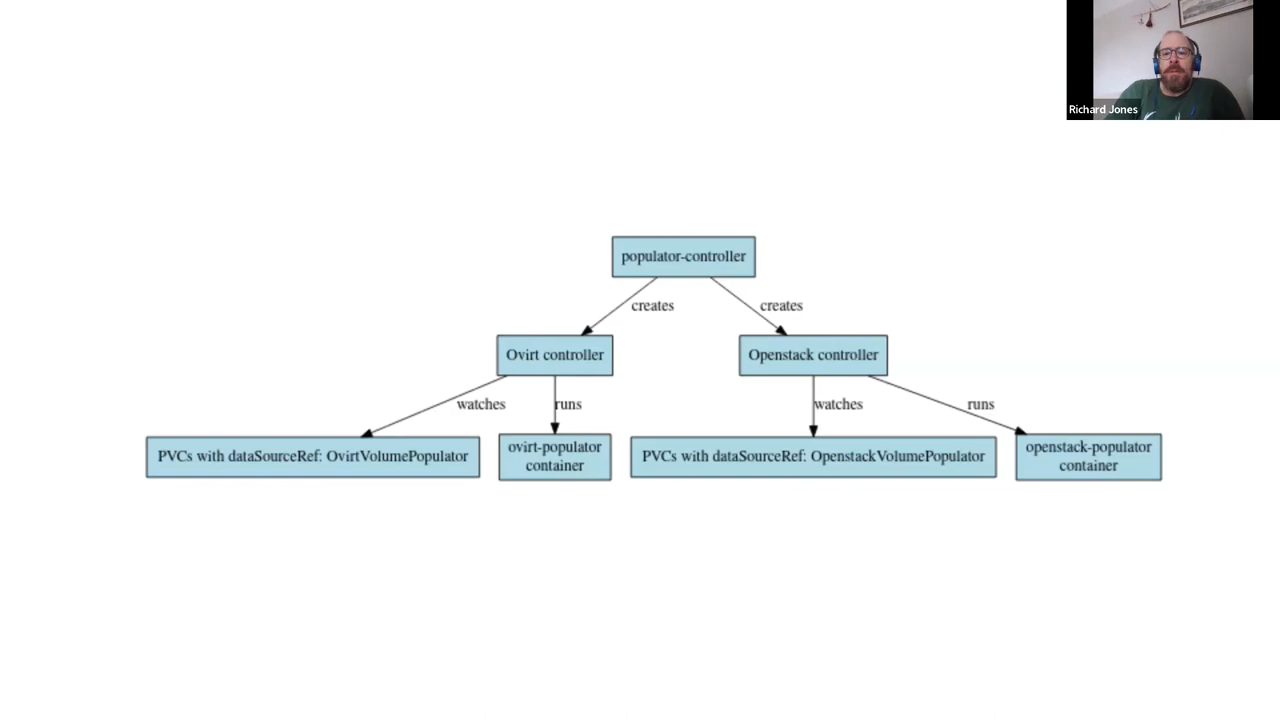 Richard Jones
populator-controller
creates
creates
Ovirt controller
Openstack controller
watches
runs
watches
runs
PVCs with dataSourceRef: OvirtVolumePopulator
ovirt-populator
container
PVCs with dataSourceRef: OpenstackVolumePopulator
openstack-populator
container